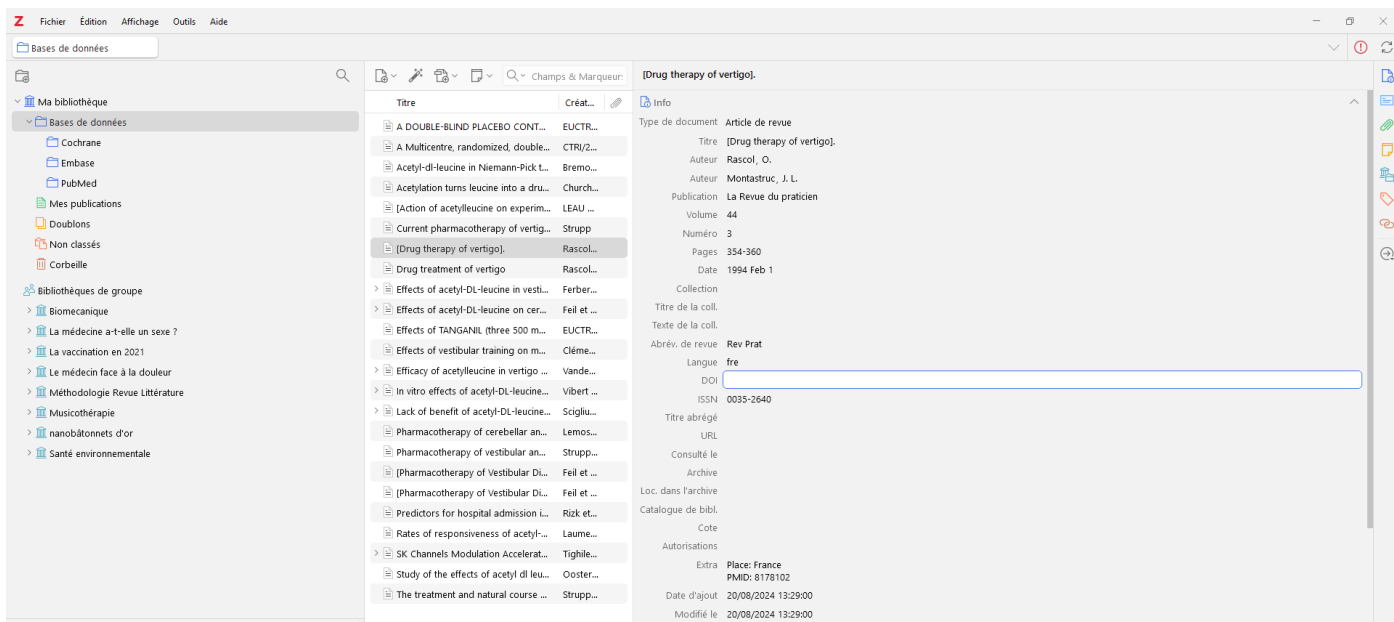 Z Fichier Édition Affichage Outils Aide
Bases de données
Champs & Marqueur:
[Drug therapy of vertigo].
Ma bibliothèque
Bases de données
Cochrane
Embase
PubMed
Mes publications
Doublons
Non classés
Corbeille
Bibliothèques de groupe
Biomecanique
La médecine a-t-elle un sexe ?
La vaccination en 2021
Le médecin face à la douleur
Méthodologie Revue Littérature
Musicothérapie
nanobâtonnets d'or
Santé environnementale
Titre Créat...
A DOUBLE-BLIND PLACEBO CONT... EUCTR...
A Multicentre, randomized, double... CTRI/2...
Acetyl-dl-leucine in Niemann-Pick t... Bremo...
Acetylation turns leucine into a dru... Church...
[Action of acetylleucine on experim... LEAU ...
Current pharmacotherapy of vertig... Strupp
[Drug therapy of vertigo]. Rascol...
Drug treatment of vertigo Rascol...
Effects of acetyl-DL-leucine in vesti... Ferber...
Effects of acetyl-DL-leucine on cer... Feil et ...
Effects of TANGANIL (three 500 m... EUCTR...
Effects of vestibular training on m... Cléme...
Efficacy of acetylleucine in vertigo ... Vande...
In vitro effects of acetyl-DL-leucine... Vibert ...
Lack of benefit of acetyl-DL-leucine... Scigliu...
Pharmacotherapy of cerebellar an... Lemos...
Pharmacotherapy of vestibular an... Strupp...
[Pharmacotherapy of Vestibular Di... Feil et ...
[Pharmacotherapy of Vestibular Di... Feil et ...
Predictors for hospital admission i... Rizk et...
Rates of responsiveness of acetyl-... Laume...
SK Channels Modulation Accelerat... Tighile...
Study of the effects of acetyl dl leu... Ooster...
The treatment and natural course ... Strupp...
Info
Type de document Article de revue
Titre [Drug therapy of vertigo].
Auteur Rascol, O.
Auteur Montastruc, J. L.
Publication La Revue du praticien
Volume 44
Numéro 3
Pages 354-360
Date 1994 Feb 1
Collection
Titre de la coll.
Texte de la coll.
Abrév. de revue Rev Prat
Langue fre
DOI
ISSN 0035-2640
Titre abrégé
URL
Consulté le
Archive
Loc. dans l'archive
Catalogue de bibl.
Cote
Autorisations
Extra Place: France
PMID: 8178102
Date d'ajout 20/08/2024 13:29:00
Modifié le 20/08/2024 13:29:00